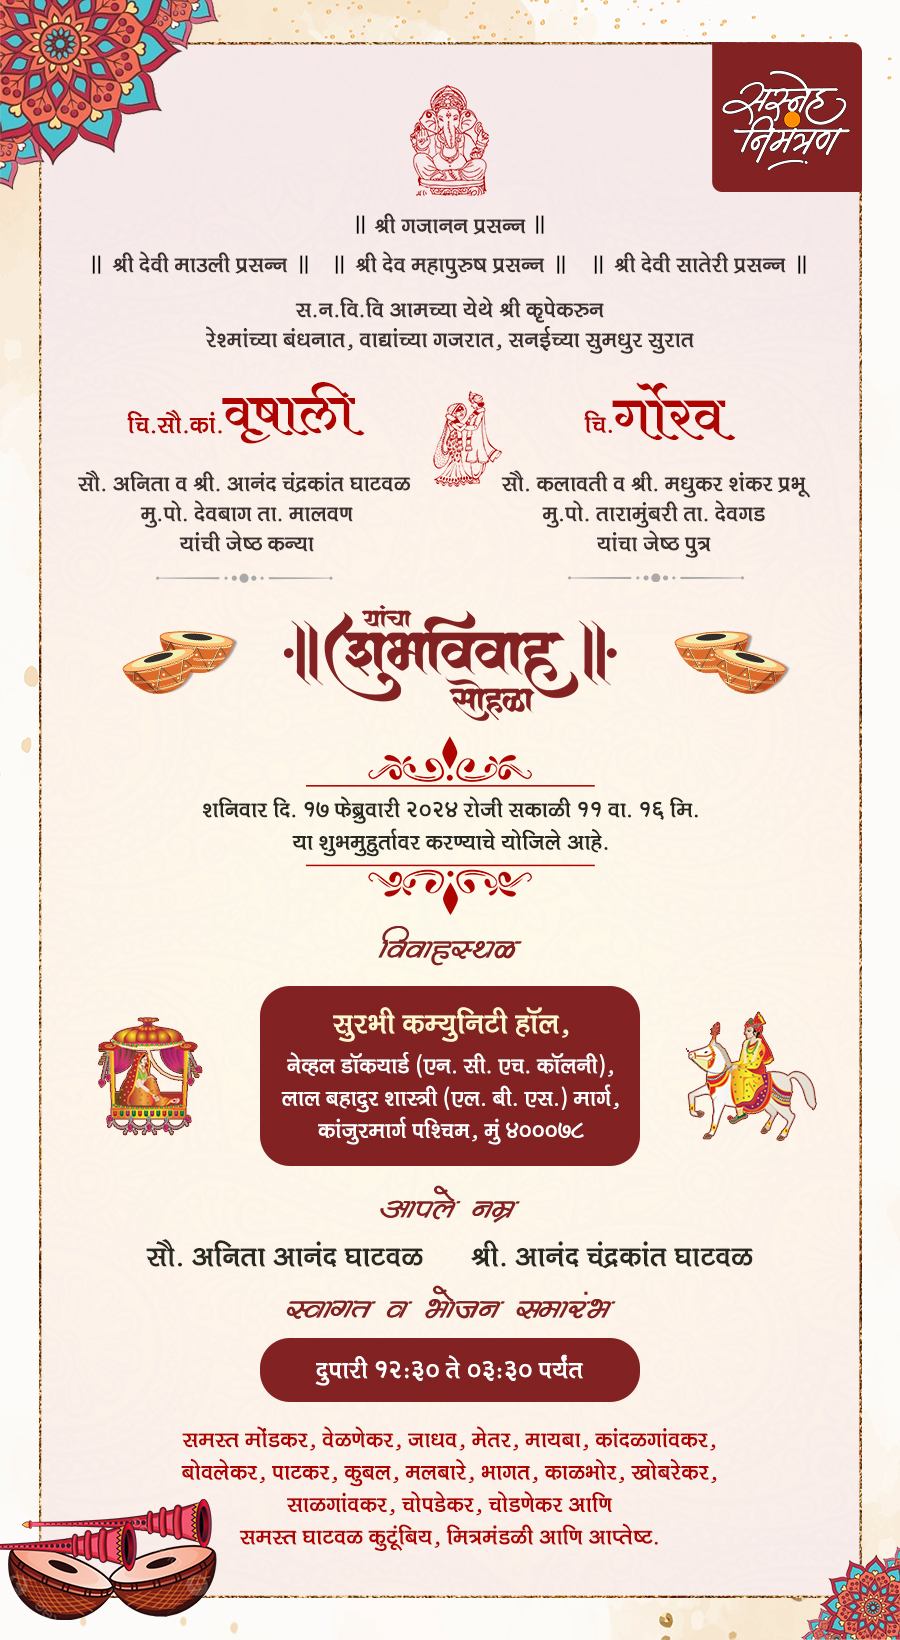 सस्नेह
निमंत्रण
|| श्री गजानन प्रसन्न ||
|| श्री देवी माउली प्रसन्न || || श्री देव महापुरुष प्रसन्न || || श्री देवी सातेरी प्रसन्न ||
स.न.वि.वि आमच्या येथे श्री कृपेकरुन
रेश्मांच्या बंधनात, वाद्यांच्या गजरात, सनईच्या सुमधुर सुरात
चि.सौ.कां. वृषाली
सौ. अनिता व श्री. आनंद चंद्रकांत घाटवळ
मु.पो. देवबाग ता. मालवण
यांची जेष्ठ कन्या
चि. गौरव
सौ. कलावती व श्री. मधुकर शंकर प्रभू
मु.पो. तारामुंबरी ता. देवगड
यांचा जेष्ठ पुत्र
यांचा
|| शुभविवाह ||
सोहळा
शनिवार दि. १७ फेब्रुवारी २०२४ रोजी सकाळी ११ वा. १६ मि.
या शुभमुहुर्तावर करण्याचे योजिले आहे.
विवाहस्थळ
सुरभी कम्युनिटी हॉल,
नेव्हल डॉकयार्ड (एन. सी. एच. कॉलनी),
लाल बहादुर शास्त्री (एल. बी. एस.) मार्ग,
कांजुरमार्ग पश्चिम, मुं ४०००७८
आपले नम्र
सौ. अनिता आनंद घाटवळ श्री. आनंद चंद्रकांत घाटवळ
स्वागत व भोजन समारंभ
दुपारी १२:३० ते ०३:३० पर्यंत
समस्त मोंडकर, वेळणेकर, जाधव, मेतर, मायबा, कांदळगांवकर,
बोवलेकर, पाटकर, कुबल, मलबारे, भागत, काळभोर, खोबरेकर,
साळगांवकर, चोपडेकर, चोडणेकर आणि
समस्त घाटवळ कुटूंबिय, मित्रमंडळी आणि आप्तेष्ट.